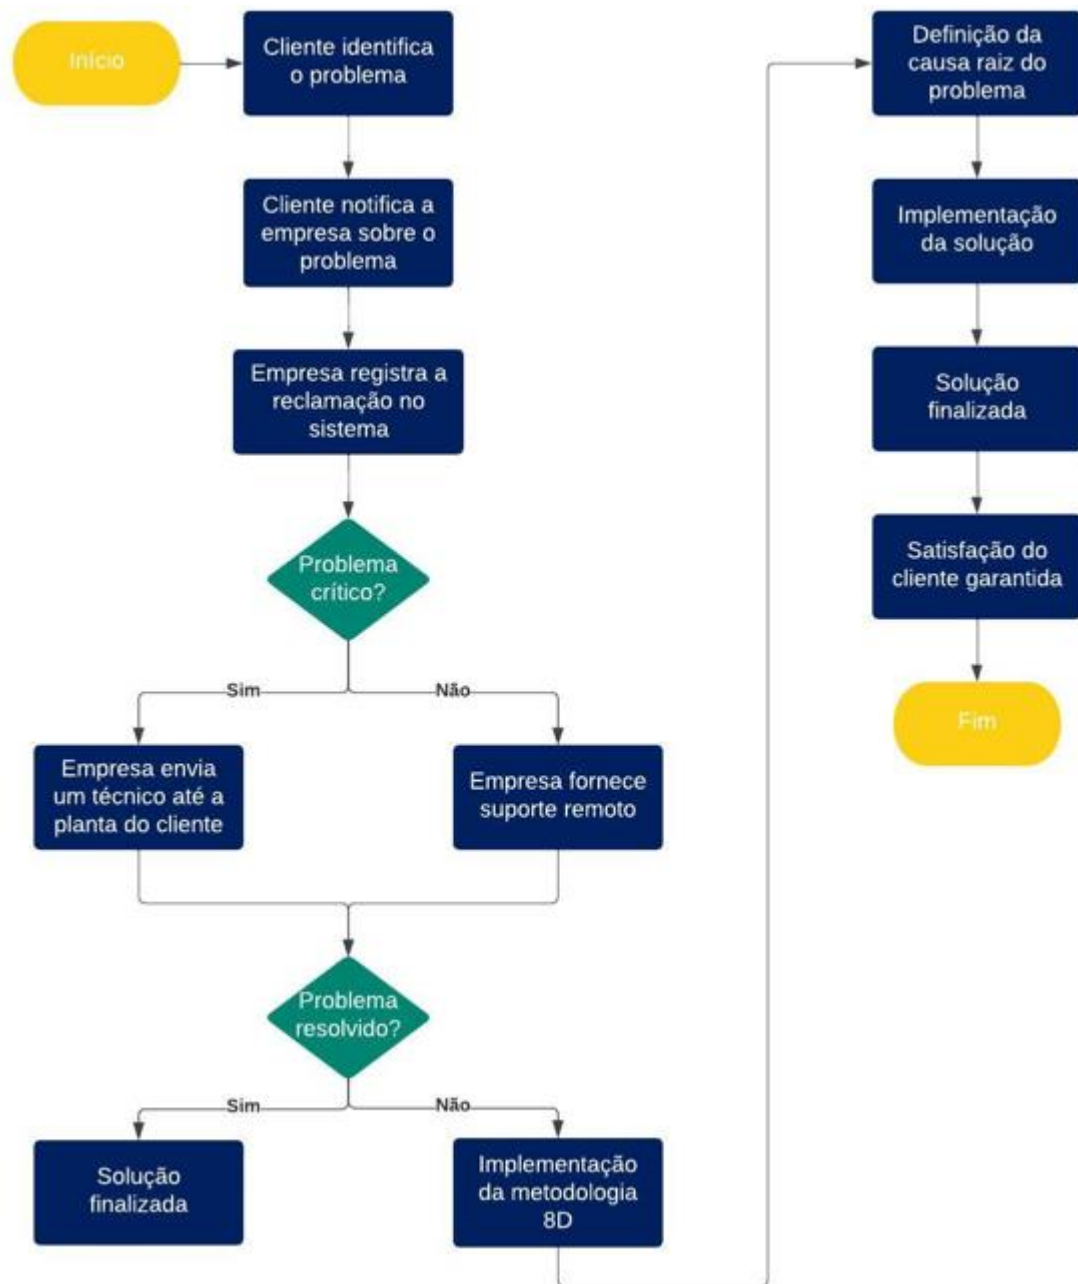 Início
Cliente identifica
o problema
Cliente notifica a
empresa sobre o
problema
Empresa registra a
reclamação no
sistema
Problema
crítico?
Sim
Não
Empresa envia
um técnico até a
planta do cliente
Empresa fornece
suporte remoto
Problema
resolvido?
Sim
Não
Solução
finalizada
Implementação
da metodologia
8D
Definição da
causa raiz do
problema
Implementação
da solução
Solução
finalizada
Satisfação do
cliente garantida
Fim